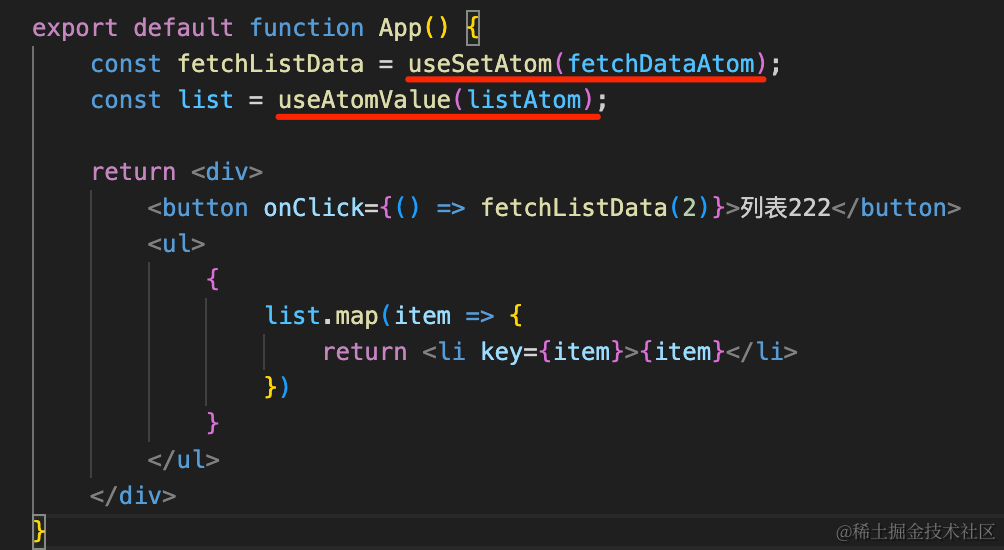 export default function App() {
    const fetchListData = useSetAtom(fetchDataAtom);
    const list = useAtomValue(listAtom);
    return <div>
        <button onClick={() => fetchListData(2)}>列表222</button>
        <ul>
            {
                list.map(item => {
                    return <li key={item}>{item}</li>
                })
            }
        </ul>
    </div>
}
@稀土掘金技术社区